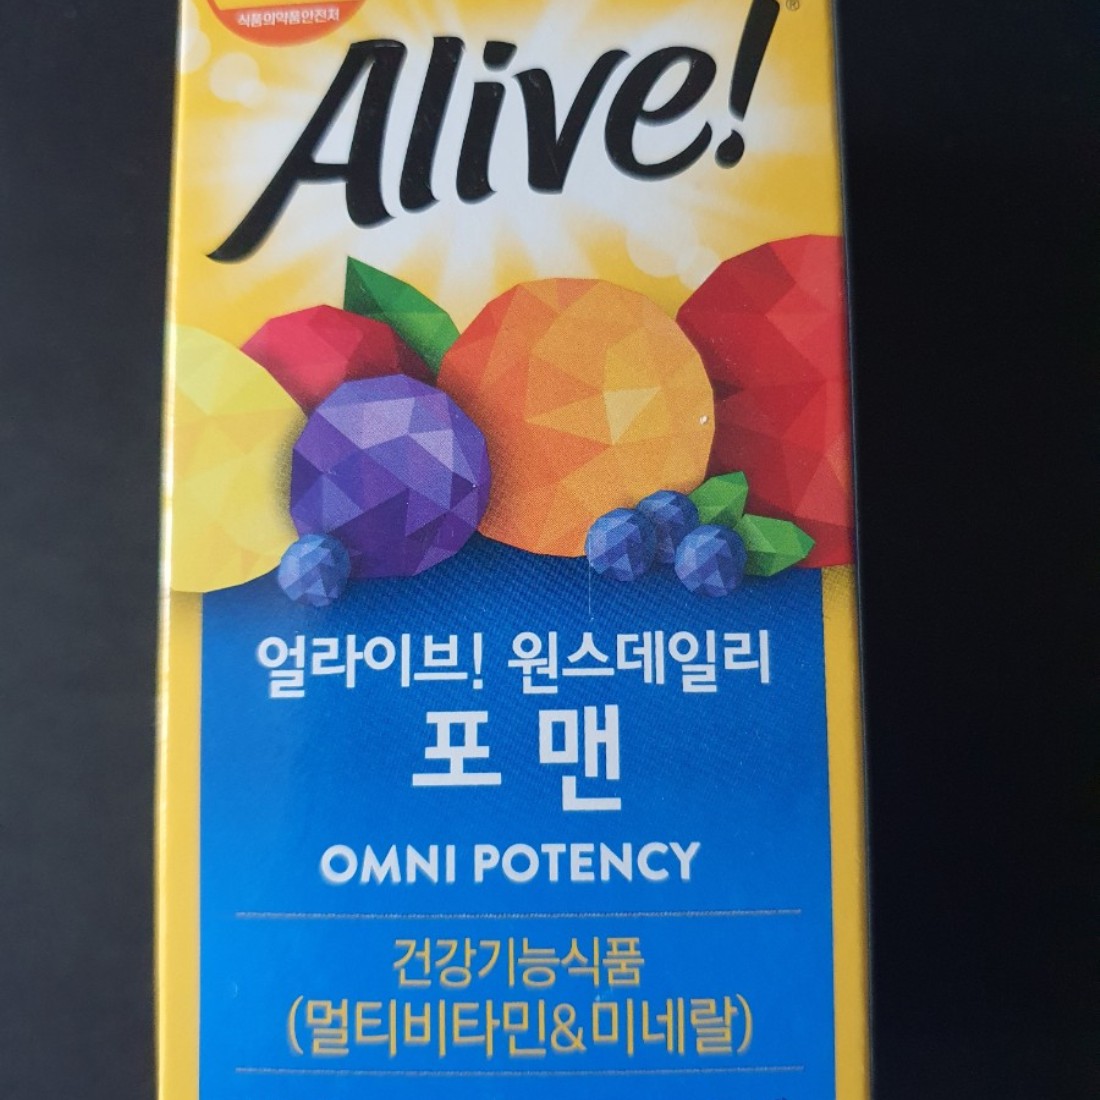 식품의약품안전처
Alive!®
얼라이브! 원스데일리
포맨
OMNI POTENCY
건강기능식품
(멀티비타민&미네랄)